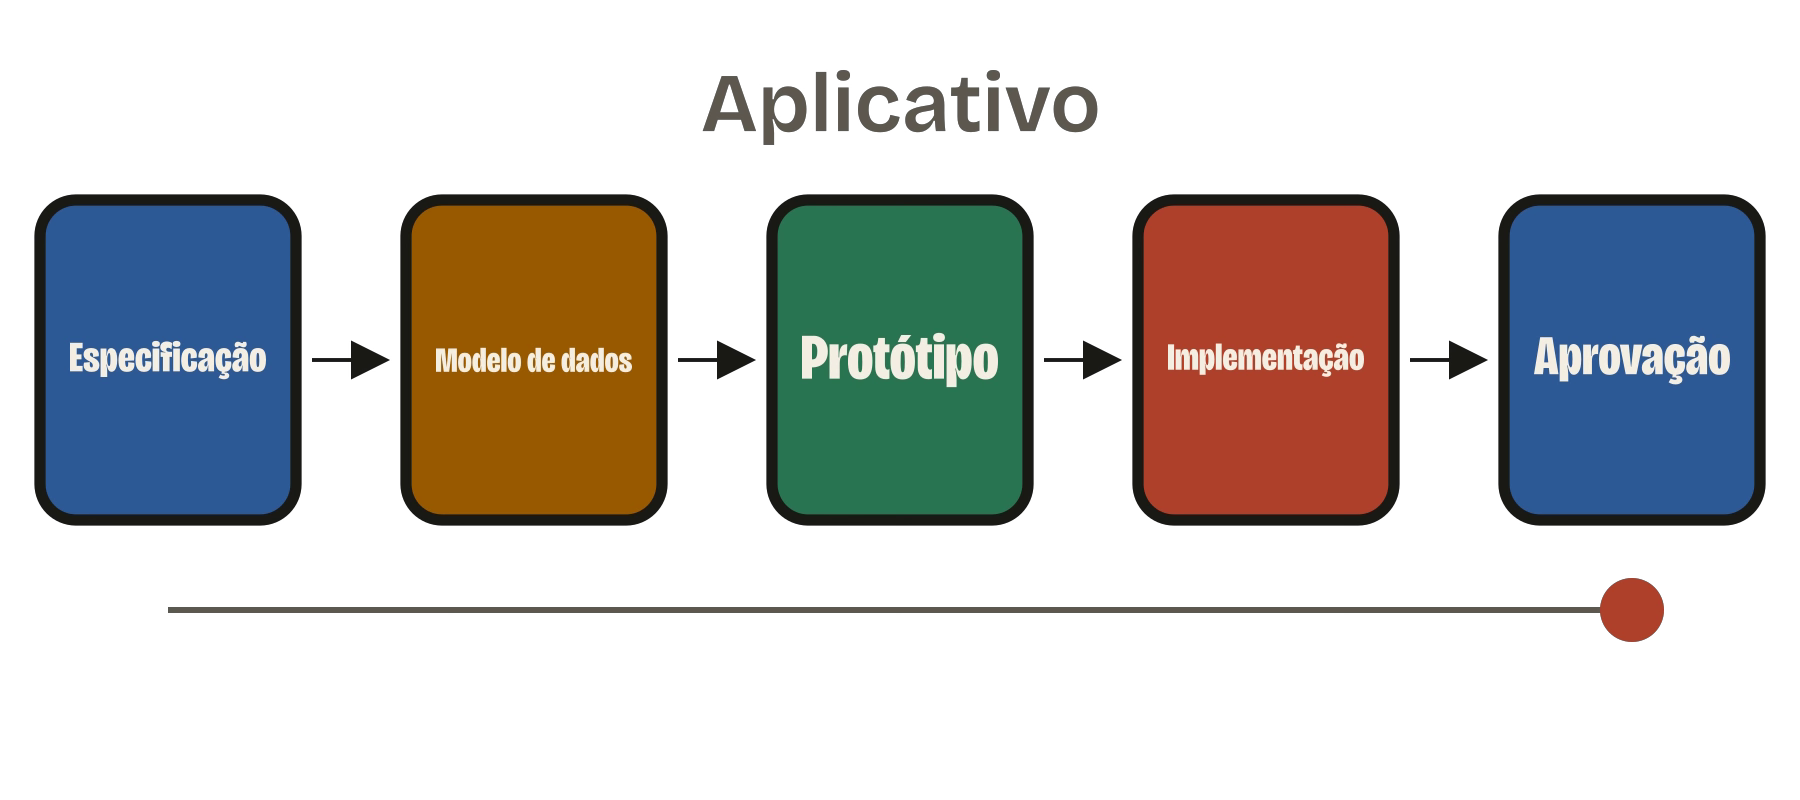 Aplicativo
Especificação
Modelo de dados
Protótipo
Implementação
Aprovação